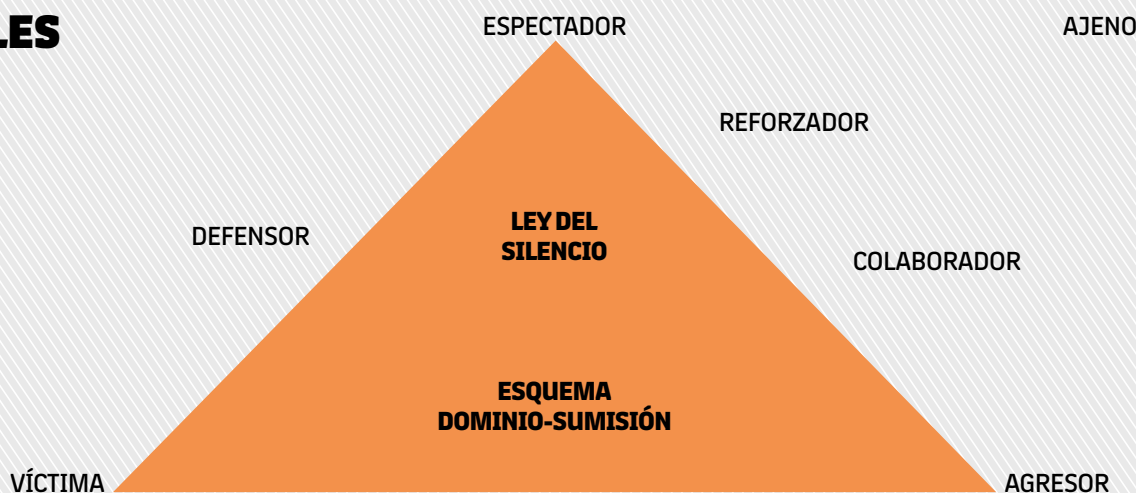 LES
ESPECTADOR
AJENO
REFORZADOR
DEFENSOR
LEY DEL
SILENCIO
COLABORADOR
ESQUEMA
DOMINIO-SUMISIÓN
VÍCTIMA
AGRESOR